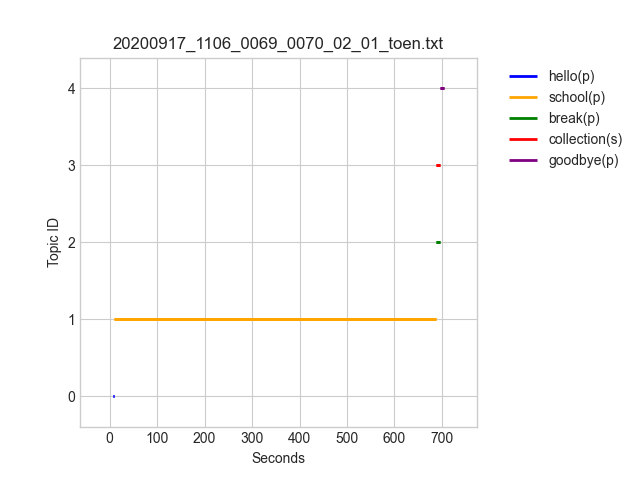 20200917_1106_0069_0070_02_01_toen.txt
hello(p)
school(p)
break(p)
collection(s)
goodbye(p)
Topic ID
4
3
2
1
0
0 100 200 300 400 500 600 700
Seconds